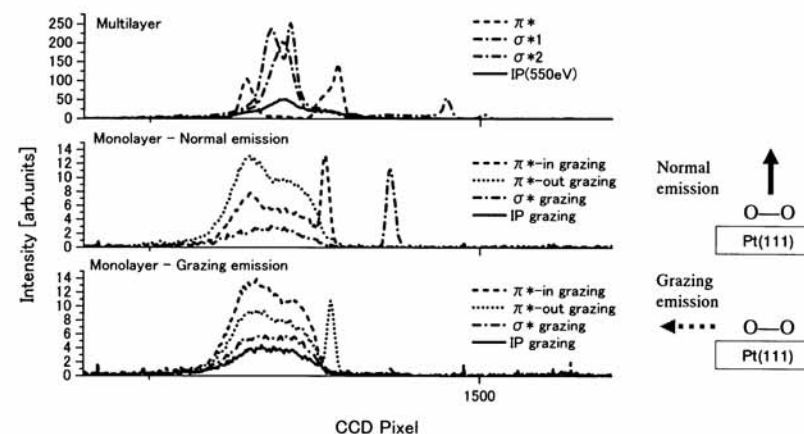 Multilayer
250
200
150
100
50
0
π*
σ*1
σ*2
IP(550eV)
Monolayer - Normal emission
14
12
10
8
6
4
2
0
π*-in grazing
π*-out grazing
σ* grazing
IP grazing
Normal
emission
O—O
Pt(111)
Monolayer - Grazing emission
14
12
10
8
6
4
2
0
π*-in grazing
π*-out grazing
σ* grazing
IP grazing
Grazing
emission
O—O
Pt(111)
Intensity [arb.units]
1500
CCD Pixel